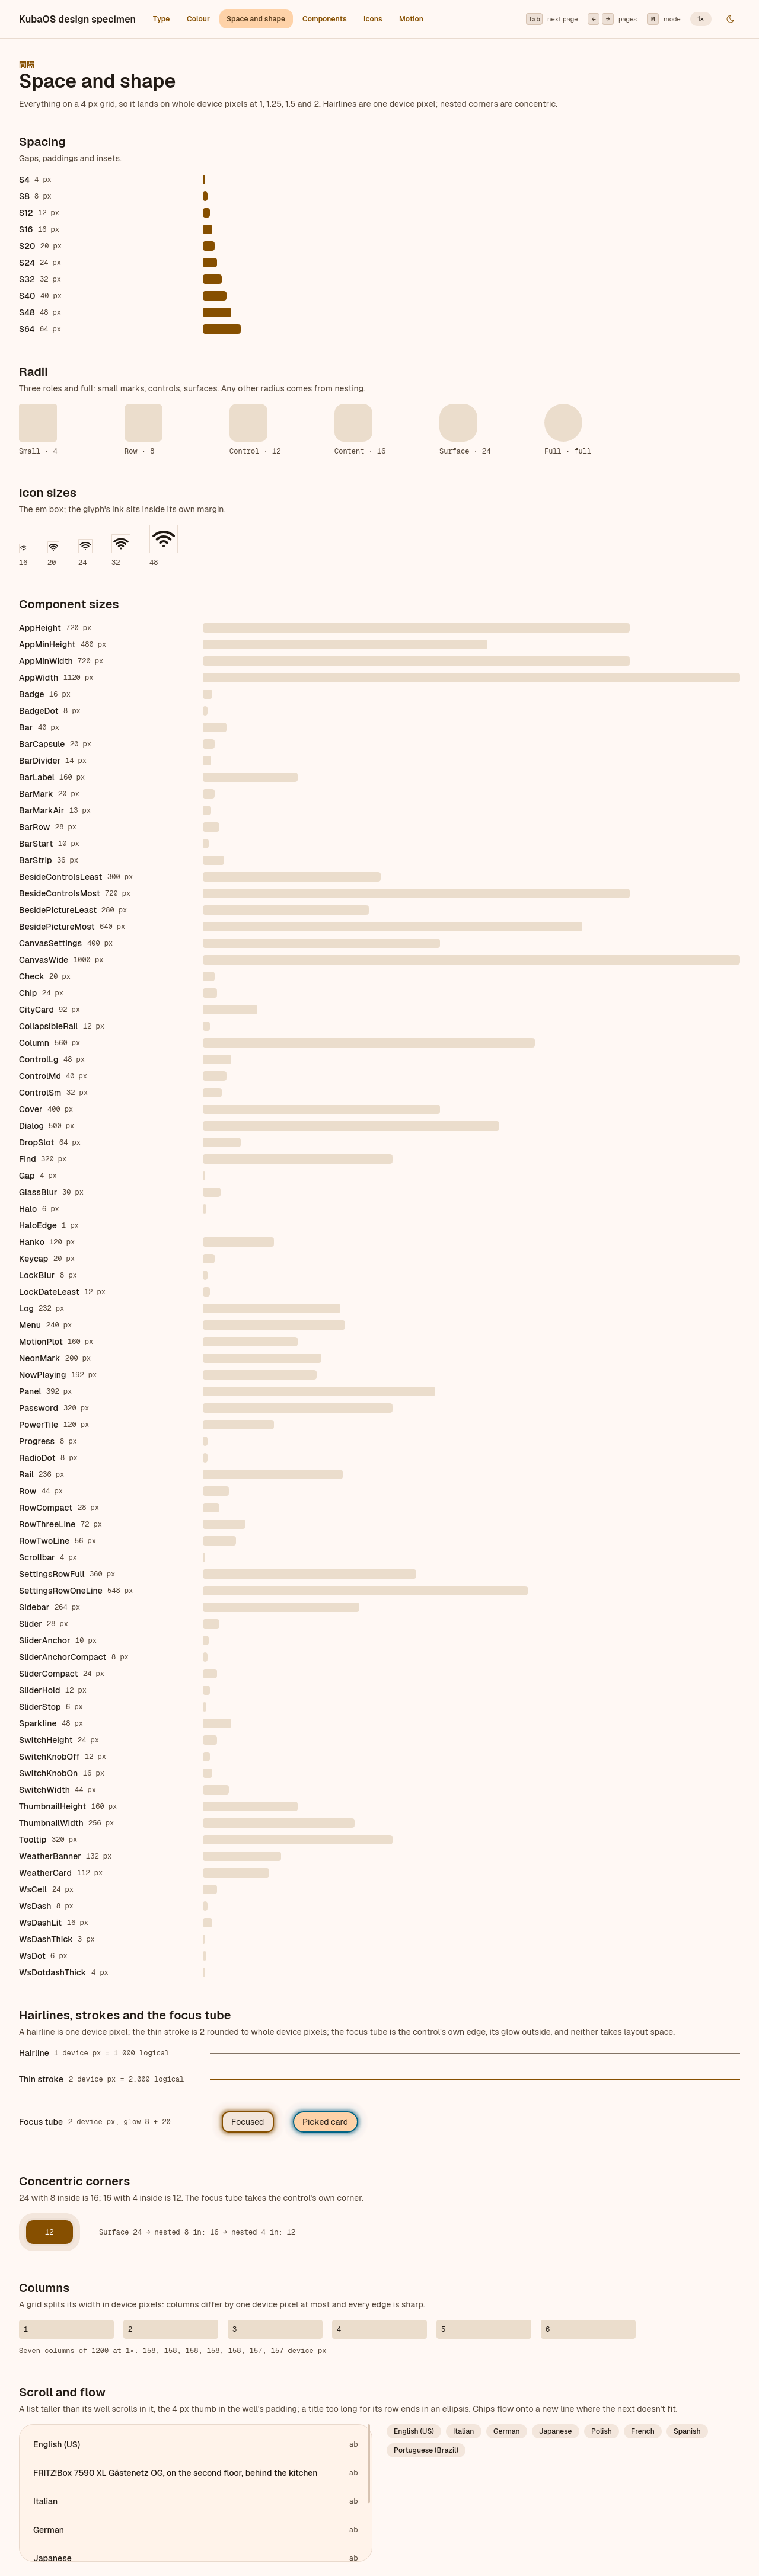 KubaOS design specimen Type Colour Space and shape Components Icons Motion Tab next page ← → pages M mode 1×
間隔
Space and shape
Everything on a 4 px grid, so it lands on whole device pixels at 1, 1.25, 1.5 and 2. Hairlines are one device pixel; nested corners are concentric.
Spacing
Gaps, paddings and insets.
S4 4 px
S8 8 px
S12 12 px
S16 16 px
S20 20 px
S24 24 px
S32 32 px
S40 40 px
S48 48 px
S64 64 px
Radii
Three roles and full: small marks, controls, surfaces. Any other radius comes from nesting.
Small · 4 Row · 8 Control · 12 Content · 16 Surface · 24 Full · full
Icon sizes
The em box; the glyph's ink sits inside its own margin.
16 20 24 32 48
Component sizes
AppHeight 720 px
AppMinHeight 480 px
AppMinWidth 720 px
AppWidth 1120 px
Badge 16 px
BadgeDot 8 px
Bar 40 px
BarCapsule 20 px
BarDivider 14 px
BarLabel 160 px
BarMark 20 px
BarMarkAir 13 px
BarRow 28 px
BarStart 10 px
BarStrip 36 px
BesideControlsLeast 300 px
BesideControlsMost 720 px
BesidePictureLeast 280 px
BesidePictureMost 640 px
CanvasSettings 400 px
CanvasWide 1000 px
Check 20 px
Chip 24 px
CityCard 92 px
CollapsibleRail 12 px
Column 560 px
ControlLg 48 px
ControlMd 40 px
ControlSm 32 px
Cover 400 px
Dialog 500 px
DropSlot 64 px
Find 320 px
Gap 4 px
GlassBlur 30 px
Halo 6 px
HaloEdge 1 px
Hanko 120 px
Keycap 20 px
LockBlur 8 px
LockDateLeast 12 px
Log 232 px
Menu 240 px
MotionPlot 160 px
NeonMark 200 px
NowPlaying 192 px
Panel 392 px
Password 320 px
PowerTile 120 px
Progress 8 px
RadioDot 8 px
Rail 236 px
Row 44 px
RowCompact 28 px
RowThreeLine 72 px
RowTwoLine 56 px
Scrollbar 4 px
SettingsRowFull 360 px
SettingsRowOneLine 548 px
Sidebar 264 px
Slider 28 px
SliderAnchor 10 px
SliderAnchorCompact 8 px
SliderCompact 24 px
SliderHold 12 px
SliderStop 6 px
Sparkline 48 px
SwitchHeight 24 px
SwitchKnobOff 12 px
SwitchKnobOn 16 px
SwitchWidth 44 px
ThumbnailHeight 160 px
ThumbnailWidth 256 px
Tooltip 320 px
WeatherBanner 132 px
WeatherCard 112 px
WsCell 24 px
WsDash 8 px
WsDashLit 16 px
WsDashThick 3 px
WsDot 6 px
WsDotdashThick 4 px
Hairlines, strokes and the focus tube
A hairline is one device pixel; the thin stroke is 2 rounded to whole device pixels; the focus tube is the control's own edge, its glow outside, and neither takes layout space.
Hairline 1 device px = 1.000 logical
Thin stroke 2 device px = 2.000 logical
Focus tube 2 device px, glow 8 + 20 Focused Picked card
Concentric corners
24 with 8 inside is 16; 16 with 4 inside is 12. The focus tube takes the control's own corner.
12 Surface 24 → nested 8 in: 16 → nested 4 in: 12
Columns
A grid splits its width in device pixels: columns differ by one device pixel at most and every edge is sharp.
1 2 3 4 5 6
Seven columns of 1200 at 1×: 158, 158, 158, 158, 158, 157, 157 device px
Scroll and flow
A list taller than its well scrolls in it, the 4 px thumb in the well's padding; a title too long for its row ends in an ellipsis. Chips flow onto a new line where the next doesn't fit.
English (US) ab
FRITZ!Box 7590 XL Gästenetz OG, on the second floor, behind the kitchen ab
Italian ab
German ab
Japanese ab
English (US) Italian German Japanese Polish French Spanish
Portuguese (Brazil)